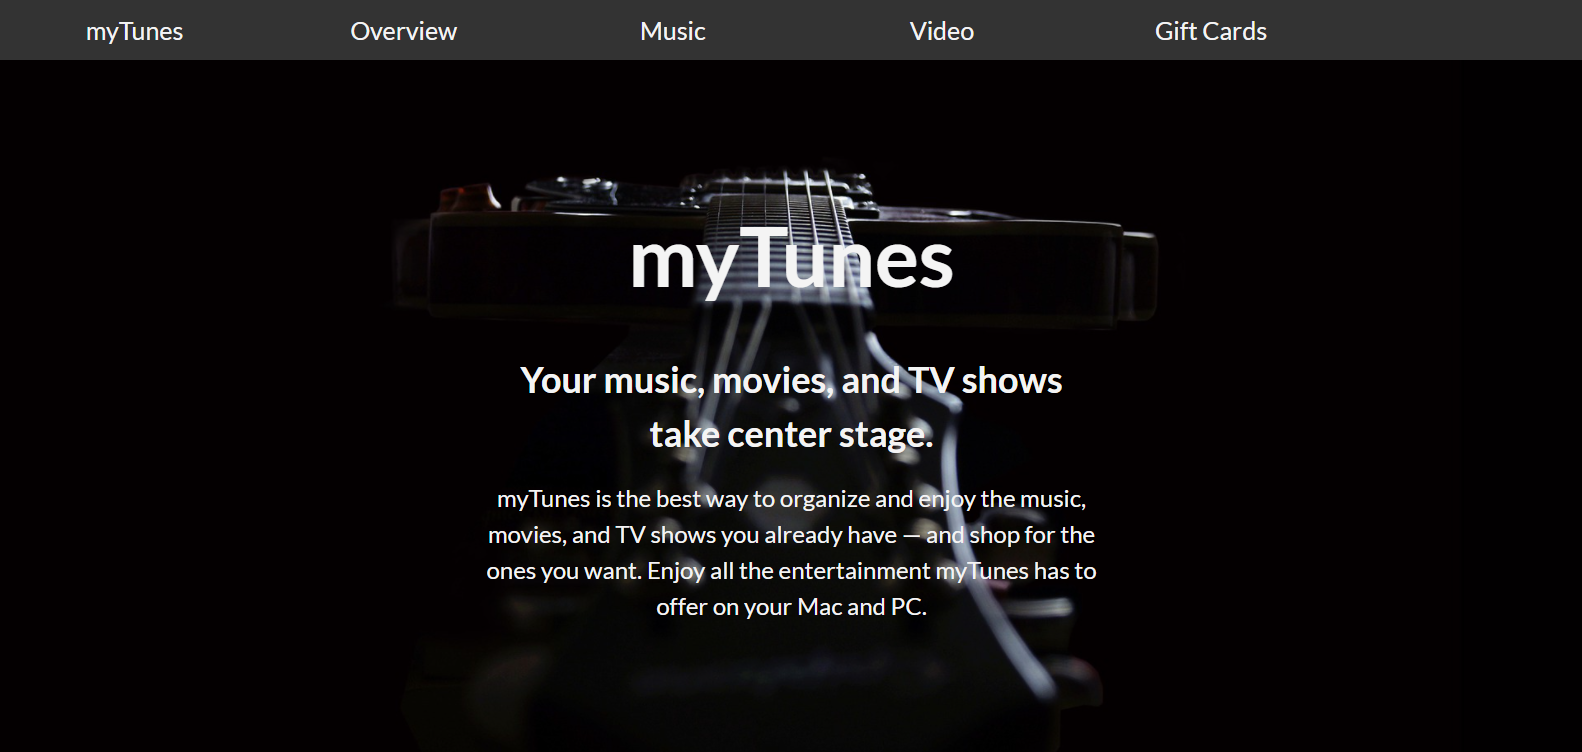 myTunes Overview Music Video Gift Cards
myTunes
Your music, movies, and TV shows
take center stage.
myTunes is the best way to organize and enjoy the music,
movies, and TV shows you already have — and shop for the
ones you want. Enjoy all the entertainment myTunes has to
offer on your Mac and PC.